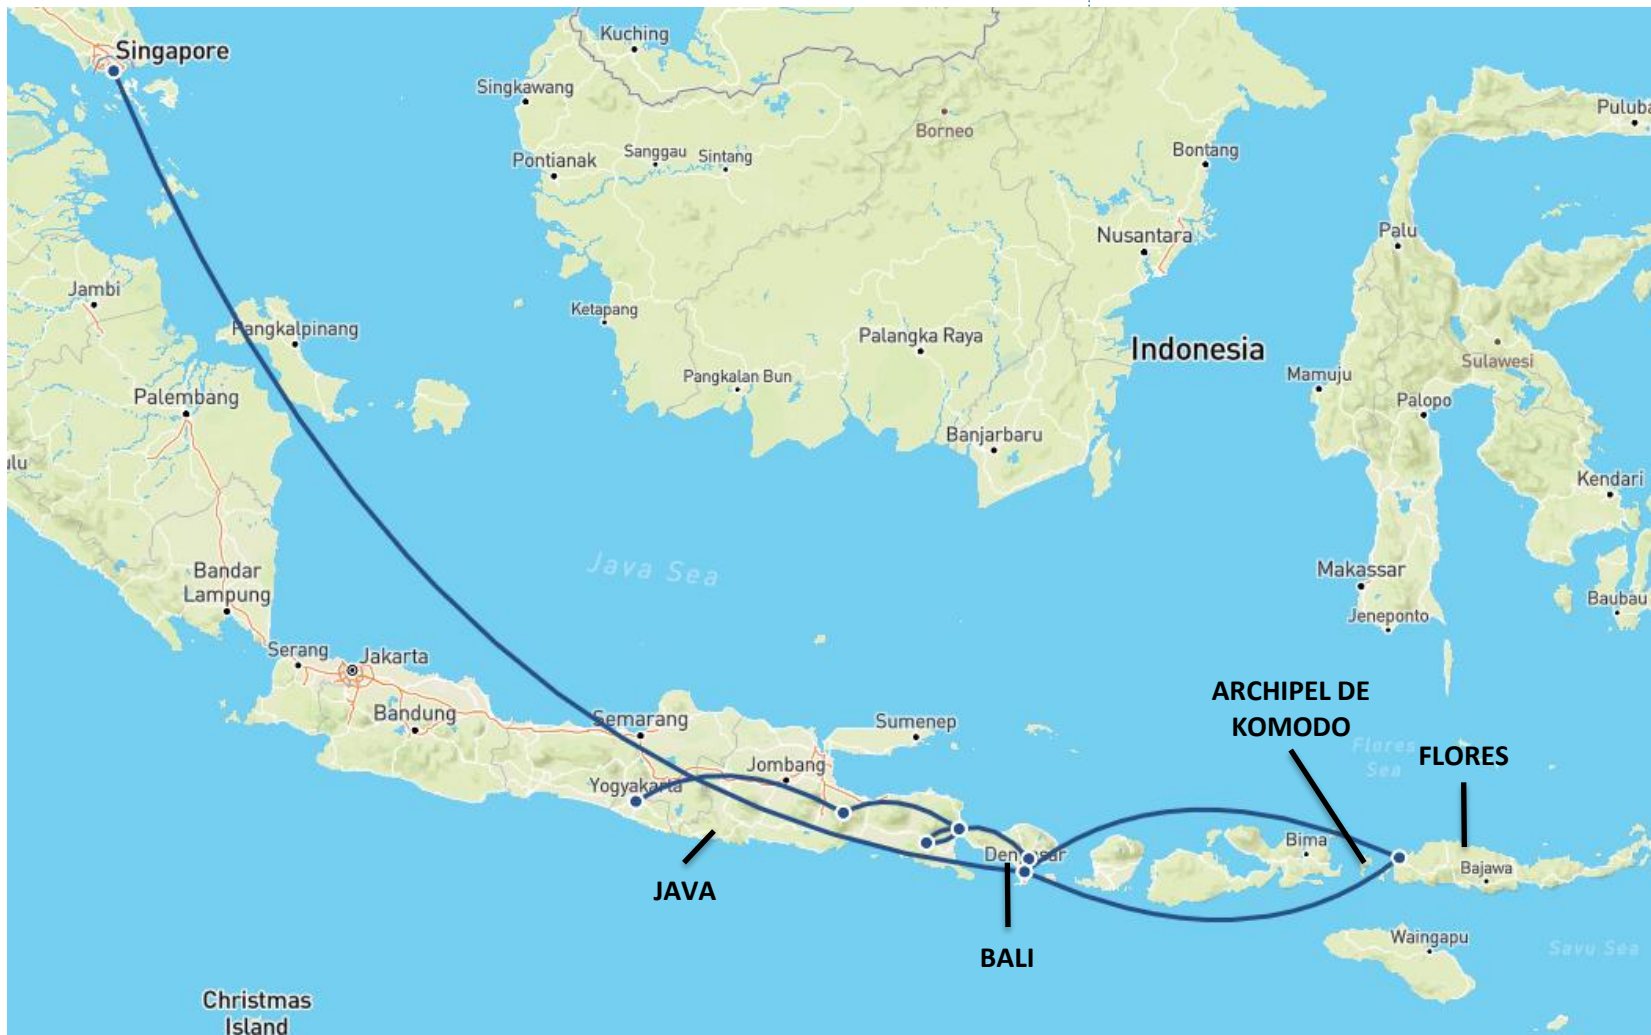 Singapore
Kuching
Singkawang
Borneo
Puluba
Pontianak
Sanggau
Sintang
Bontang
Nusantara
Palu
Jambi
Pangkalpinang
Ketapang
Palangka Raya
Indonesia
Sulawesi
Mamuju
Pangkalan Bun
Palembang
Palopo
Banjarbaru
ulu
Kendari
Java Sea
Bandar
Lampung
Makassar
Baubau
Jeneponto
Serang
Jakarta
ARCHIPEL DE
KOMODO
Bandung
Semarang
Sumenep
Flores
Sea
FLORES
Jombang
Yogyakarta
Bima
Denpasar
Bajawa
JAVA
BALI
Waingapu
Savu Sea
Christmas
Island